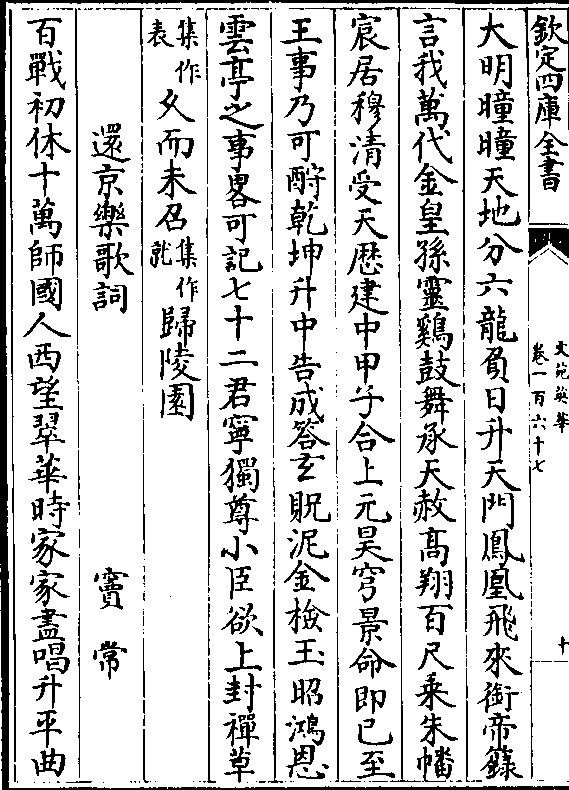 欽定四庫全書
文苑英華
卷一百六十七
十
大明曈曈天地分六龍負日升天門鳳凰飛來銜帝籙
言我萬代金皇孫靈鷄鼓舞承天赦髙翔百尺乗朱幡
宸居穆清受天歴建中甲子合上元昊穹景命即已至
王事乃可酧乾坤升中告成答玄貺泥金檢玉昭鴻恩
雲亭之事畧可記七十二君寧獨尊小臣欲上封禪草
集作表
久而未召集作就歸陵園
還京樂歌詞
竇常
百戰初休十萬師國人西望翠華時家家盡唱升平曲